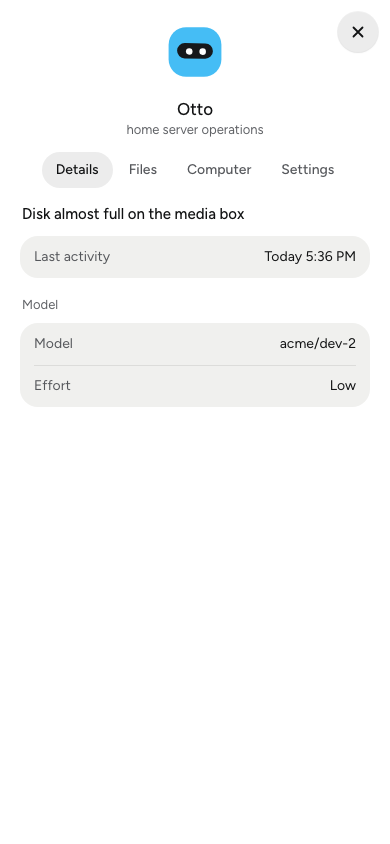 Otto
home server operations
Details Files Computer Settings
Disk almost full on the media box
Last activity Today 5:36 PM
Model
Model acme/dev-2
Effort Low